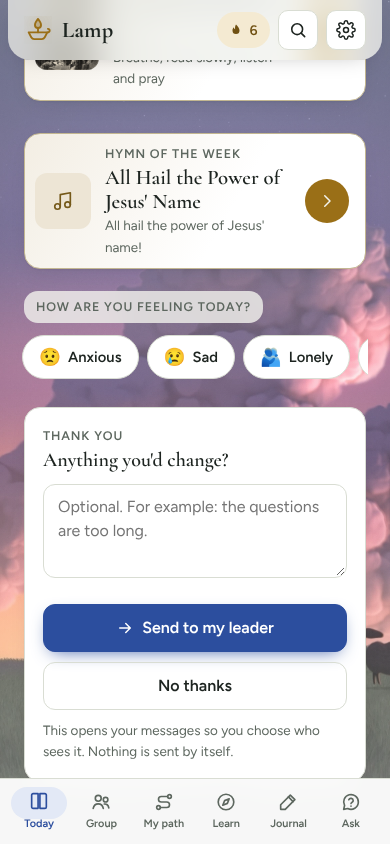 Lamp
6
Breathe, read slowly, listen
and pray
HYMN OF THE WEEK
All Hail the Power of
Jesus' Name
All hail the power of Jesus'
name!
HOW ARE YOU FEELING TODAY?
Anxious
Sad
Lonely
THANK YOU
Anything you'd change?
Optional. For example: the questions
are too long.
Send to my leader
No thanks
This opens your messages so you choose who
sees it. Nothing is sent by itself.
Today
Group
My path
Learn
Journal
Ask